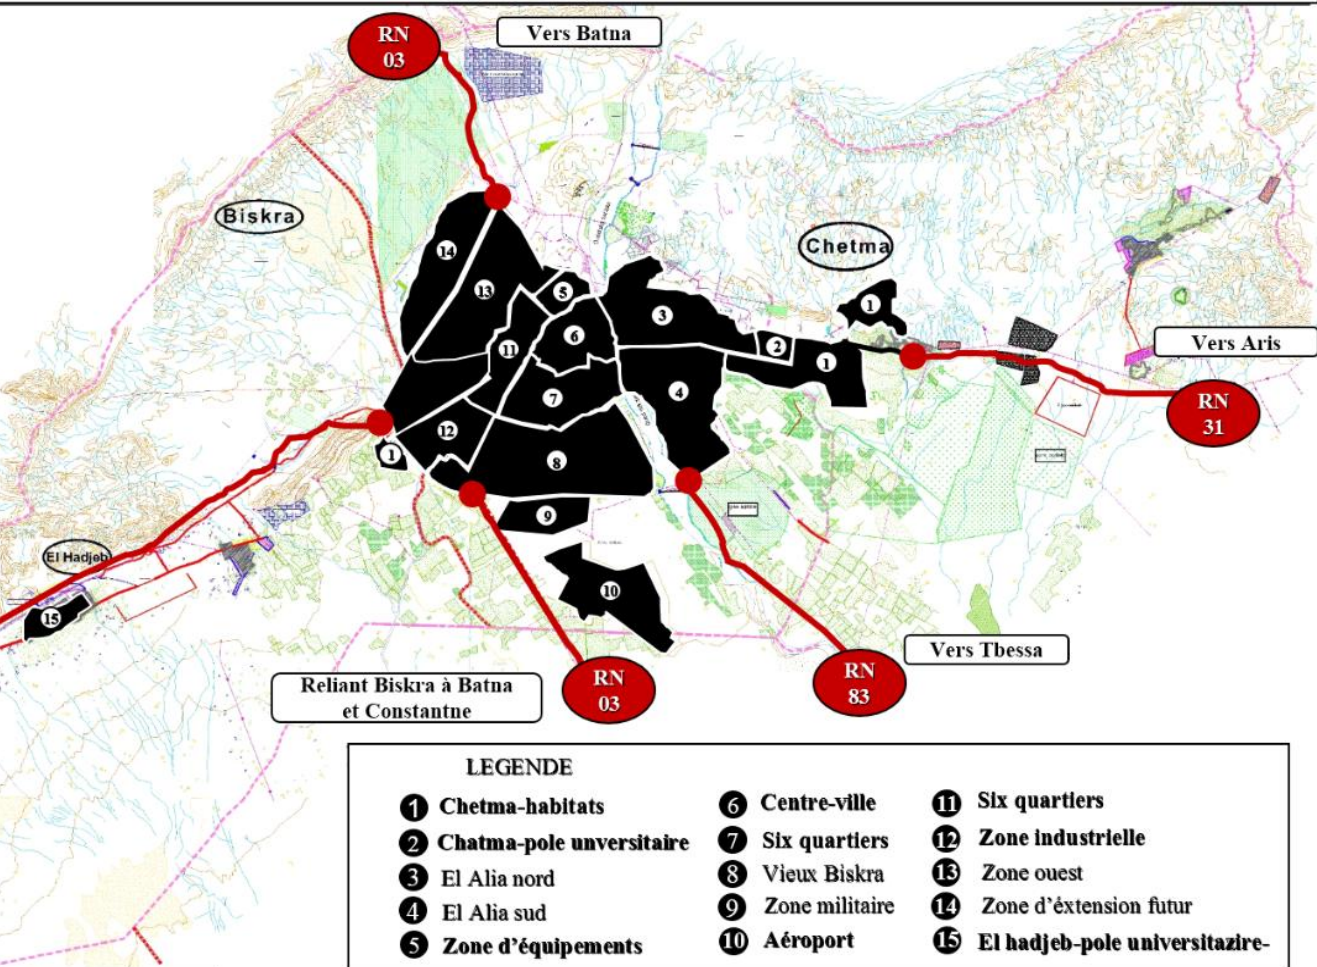 RN
03
Vers Batna
Biskra
Chetma
14
13
5
3
1
6
11
2
1
Vers Aris
4
7
RN
31
12
1
8
9
El Hadjeb
10
15
Vers Tbessa
Reliant Biskra à Batna
et Constantne
RN
03
RN
83
LEGENDE
1 Chetma-habitats
2 Chatma-pole unversitaire
3 El Alia nord
4 El Alia sud
5 Zone d'équipements
6 Centre-ville
7 Six quartiers
8 Vieux Biskra
9 Zone militaire
10 Aéroport
11 Six quartiers
12 Zone industrielle
13 Zone ouest
14 Zone d'éxtension futur
15 El hadjeb-pole universitazire-